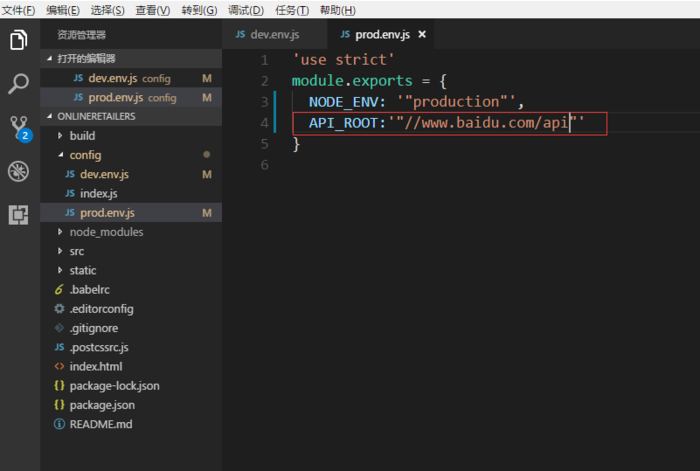 文件(F) 编辑(E) 选择(S) 查看(V) 转到(G) 调试(D) 任务(T) 帮助(H)
资源管理器
打开的编辑器
JS dev.env.js config M
JS prod.env.js config M
ONLINERETAILERS
build
config
JS dev.env.js M
JS index.js
JS prod.env.js M
node_modules
src
static
.babelrc
.editorconfig
.gitignore
JS .postcssrc.js
<> index.html
{} package-lock.json
{} package.json
README.md
2
JS dev.env.js JS prod.env.js ×
1 'use strict'
2 module.exports = {
3 NODE_ENV: '"production"',
4 API_ROOT:'"//www.baidu.com/api"'
5 }
6